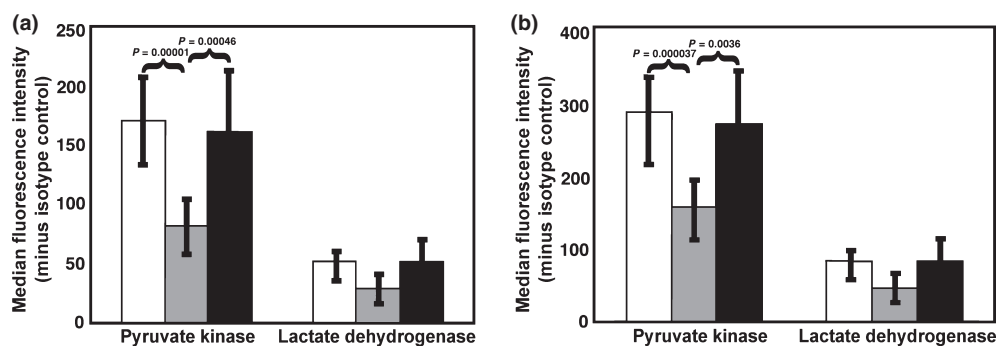 (a)
Median fluorescence intensity
(minus isotype control)
250
200
150
100
50
0
P = 0.00001
P = 0.00046
Pyruvate kinase
Lactate dehydrogenase
(b)
Median fluorescence intensity
(minus isotype control)
400
300
200
100
0
P = 0.000037
P = 0.0036
Pyruvate kinase
Lactate dehydrogenase